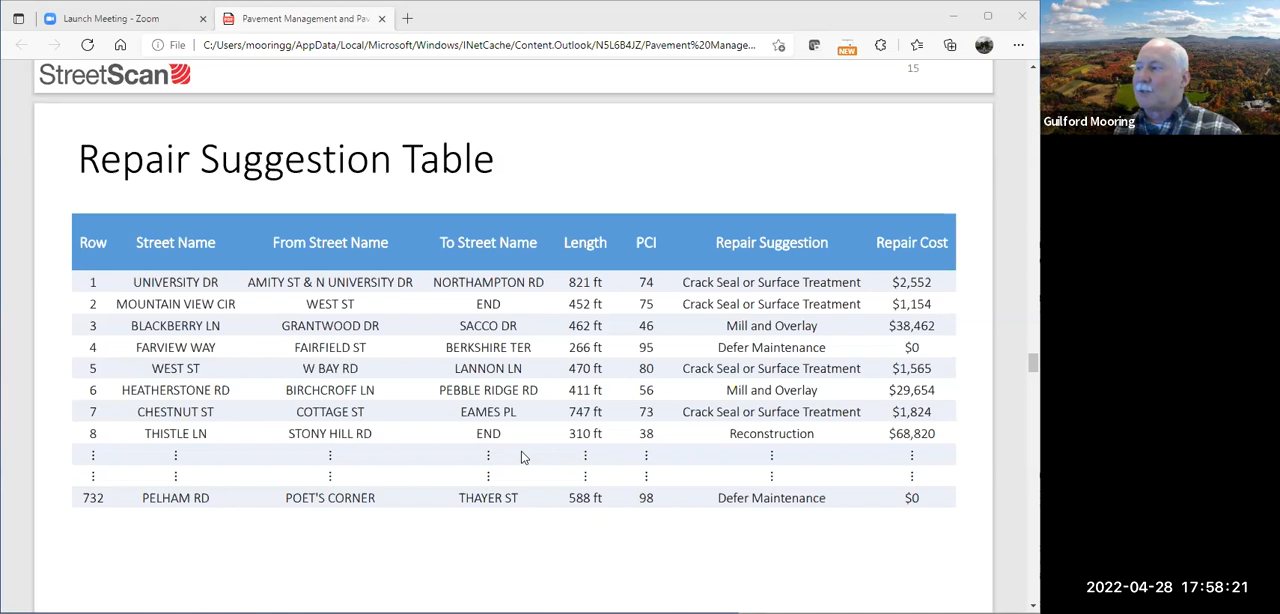 Launch Meeting - Zoom
Pavement Management and Pav
File
C:/Users/mooringg/AppData/Local/Microsoft/Windows/INetCache/Content.Outlook/N5L6B4JZ/Pavement%20Manage...
NEW
StreetScan
15
Guilford Mooring
Repair Suggestion Table
Row Street Name From Street Name To Street Name Length PCI Repair Suggestion Repair Cost
1 UNIVERSITY DR AMITY ST & N UNIVERSITY DR NORTHAMPTON RD 821 ft 74 Crack Seal or Surface Treatment $2,552
2 MOUNTAIN VIEW CIR WEST ST END 452 ft 75 Crack Seal or Surface Treatment $1,154
3 BLACKBERRY LN GRANTWOOD DR SACCO DR 462 ft 46 Mill and Overlay $38,462
4 FARVIEW WAY FAIRFIELD ST BERKSHIRE TER 266 ft 95 Defer Maintenance $0
5 WEST ST W BAY RD LANNON LN 470 ft 80 Crack Seal or Surface Treatment $1,565
6 HEATHERSTONE RD BIRCHCROFF LN PEBBLE RIDGE RD 411 ft 56 Mill and Overlay $29,654
7 CHESTNUT ST COTTAGE ST EAMES PL 747 ft 73 Crack Seal or Surface Treatment $1,824
8 THISTLE LN STONY HILL RD END 310 ft 38 Reconstruction $68,820
⋮ ⋮ ⋮ ⋮ ⋮ ⋮ ⋮ ⋮
⋮ ⋮ ⋮ ⋮ ⋮ ⋮ ⋮ ⋮
732 PELHAM RD POET'S CORNER THAYER ST 588 ft 98 Defer Maintenance $0
2022-04-28 17:58:21